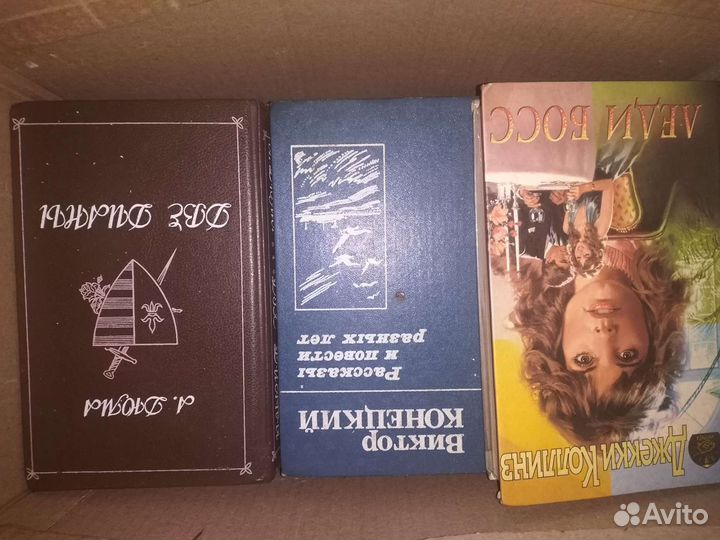 А. ДЮМА
ДВЕ ДИАНЫ
Виктор
КОНЕЦКИЙ
Рассказы
и повести
разных лет
Джекки Коллинз
ЛЕДИ БОСС
Avito